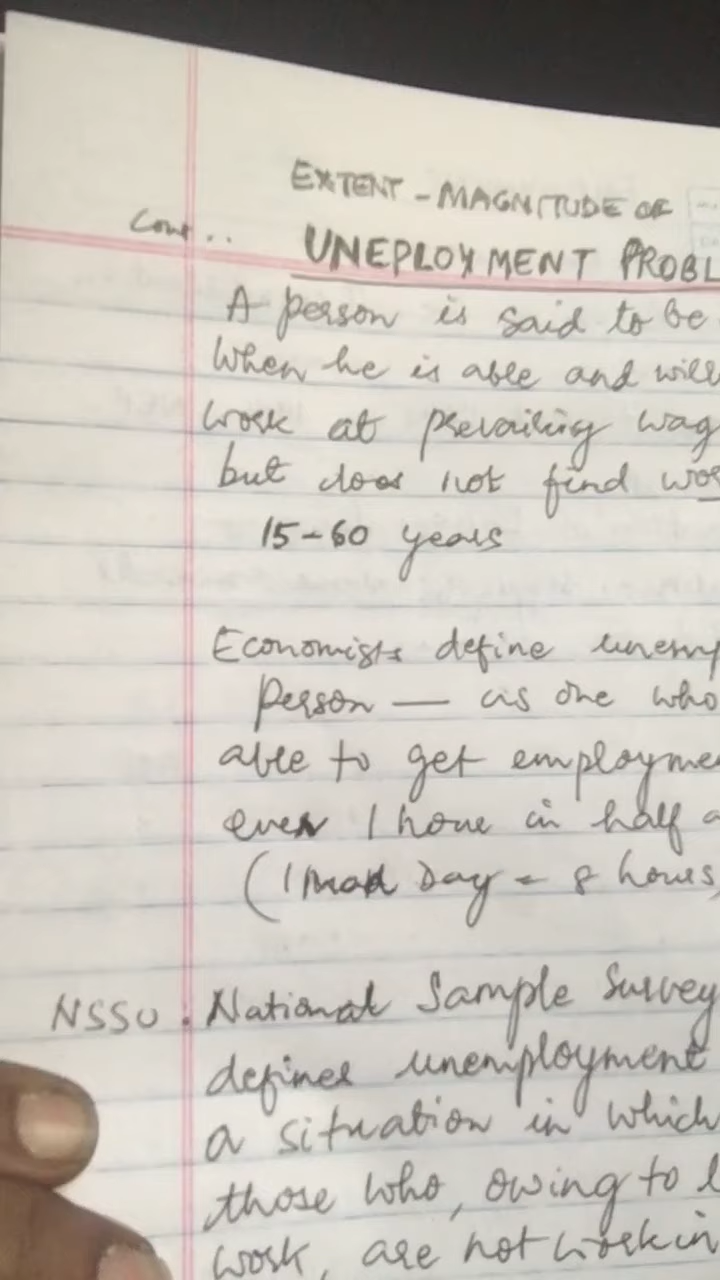 EXTENT - MAGNITUDE OF
Cont..
UNEPLOYMENT PROBL
A person is said to be
When he is able and will
work at prevailing wag
but does not find wor
15-60 years
Economists define unemp
person — as one who
able to get employme
even 1 hour in half a
(1 man Day = 8 hours,
NSSO : National Sample Survey
defines unemployment
a situation in which
those who, owing to l
work, are not workin